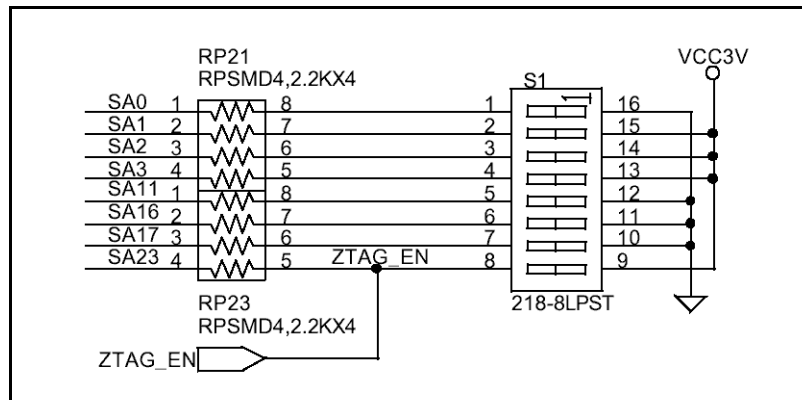 RP21
RPSMD4,2.2KX4
VCC3V
S1
SA0 1 8 1 1 16
SA1 2 7 2 15
SA2 3 6 3 14
SA3 4 5 4 13
SA11 1 8 5 12
SA16 2 7 6 11
SA17 3 6 7 10
SA23 4 5 ZTAG_EN 8 9
RP23
RPSMD4,2.2KX4
218-8LPST
ZTAG_EN